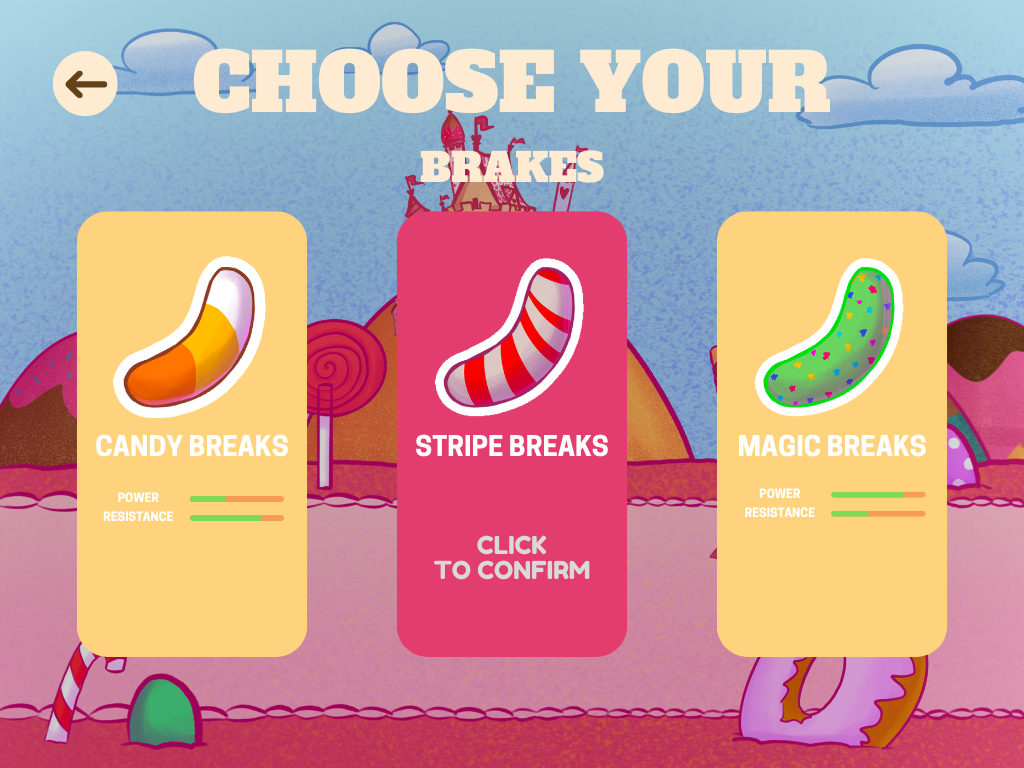 CHOOSE YOUR
BRAKES
CANDY BREAKS
POWER
RESISTANCE
STRIPE BREAKS
CLICK
TO CONFIRM
MAGIC BREAKS
POWER
RESISTANCE